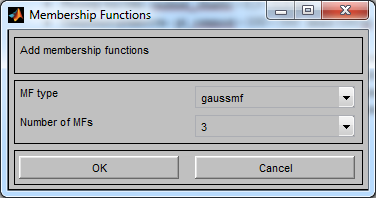 Membership Functions
Add membership functions
MF type
gaussmf
Number of MFs
3
OK
Cancel